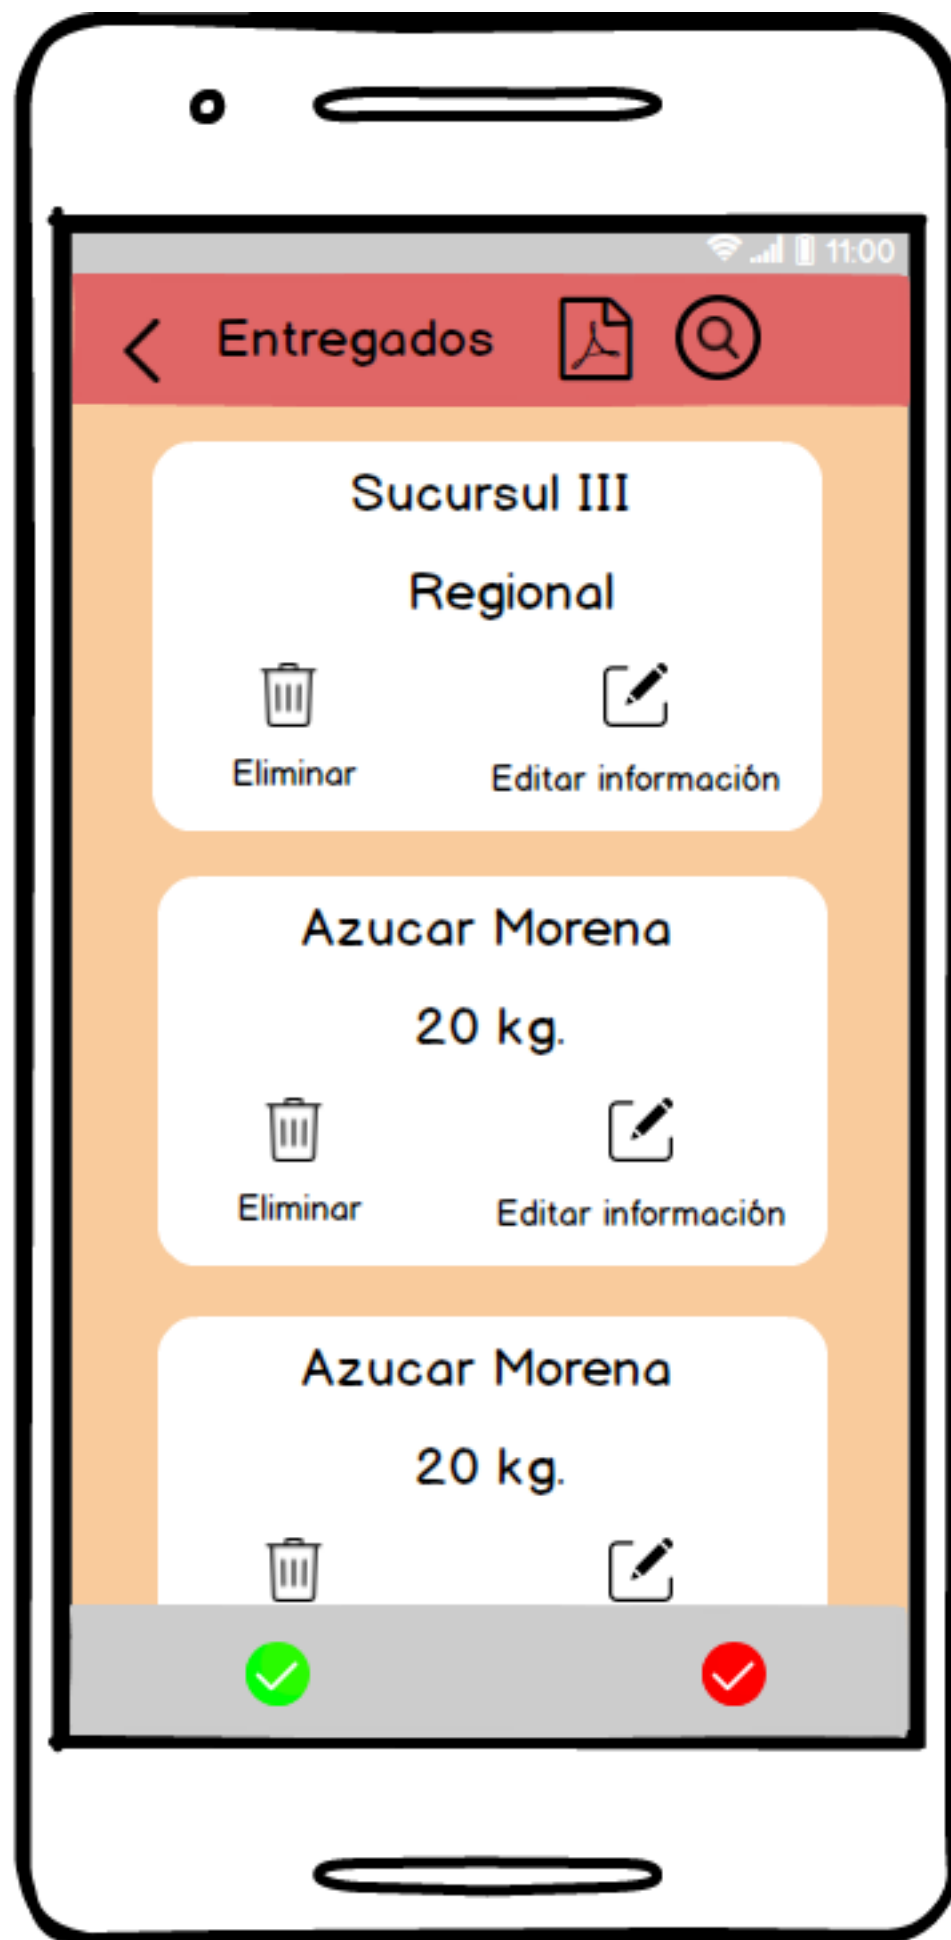 11:00
Entregados
Sucursul III
Regional
Eliminar
Editar información
Azucar Morena
20 kg.
Eliminar
Editar información
Azucar Morena
20 kg.